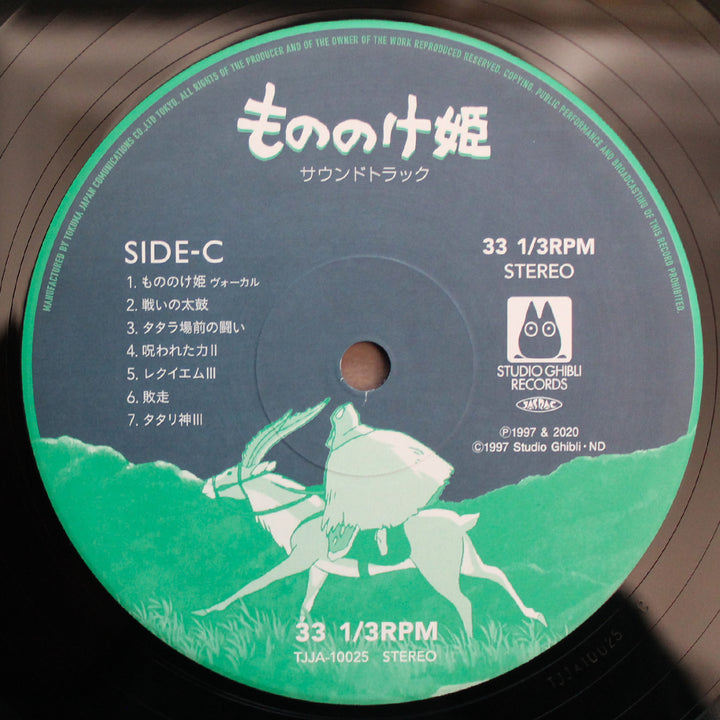 MANUFACTURED BY TOKUMA JAPAN COMUNICATIONS CO.,LTD TOKYO. ALL RIGHTS OF THE PRODUCER AND OF THE OWNER OF THE WORK REPRODUCED RESERVED. COPYING, PUBLIC PERFORMANCE AND BROADCASTING OF THIS RECORD PROHIBITED.
もののけ姫
サウンドトラック
SIDE-C
1. もののけ姫 ヴォーカル
2. 戦いの太鼓
3. タタラ場前の闘い
4. 呪われた力II
5. レクイエムIII
6. 敗走
7. タタリ神III
33 1/3RPM
STEREO
STUDIO GHIBLI
RECORDS
JASRAC
Ⓟ1997 & 2020
©1997 Studio Ghibli・ND
33 1/3RPM
TJJA-10025 STEREO
TJJA10025 C